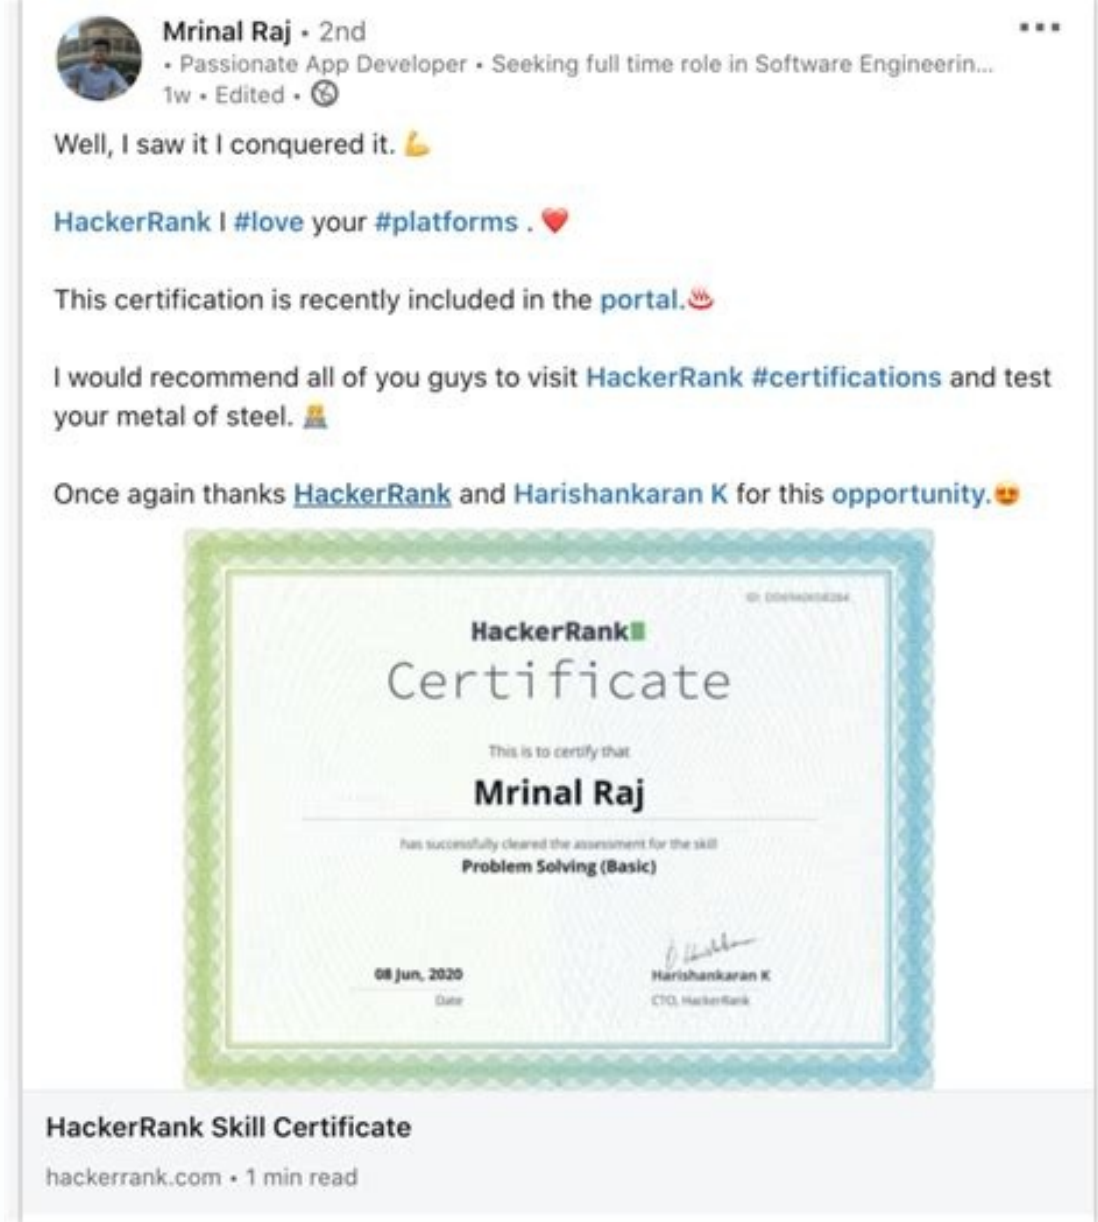 Mrinal Raj • 2nd
• Passionate App Developer • Seeking full time role in Software Engineerin...
1w • Edited •
Well, I saw it I conquered it. 💪
HackerRank I #love your #platforms . ❤️
This certification is recently included in the portal.♨️
I would recommend all of you guys to visit HackerRank #certifications and test
your metal of steel. 👨‍💻
Once again thanks HackerRank and Harishankaran K for this opportunity.😍
HackerRank
Certificate
This is to certify that
Mrinal Raj
has successfully cleared the assessment for the skill
Problem Solving (Basic)
08 Jun, 2020
Date
Harishankaran K
CTO, HackerRank
HackerRank Skill Certificate
hackerrank.com • 1 min read